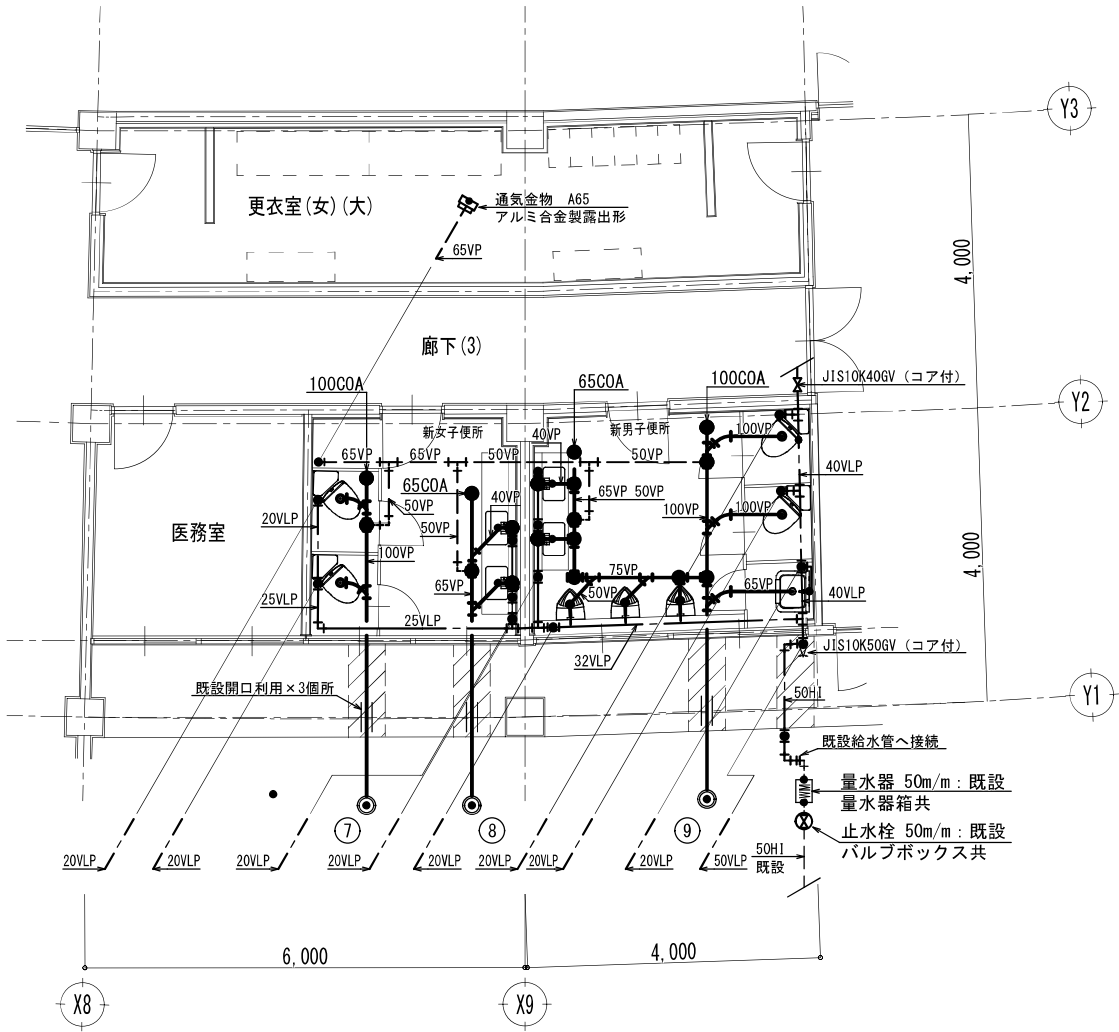 Y3
更衣室(女)(大)
通気金物 A65
アルミ合金製露出形
65VP
4,000
廊下(3)
JIS10K40GV (コア付)
Y2
100COA
65COA
100COA
新女子便所
40VP
新男子便所
100VP
65VP
65VP
50VP
50VP
40VLP
65COA
65VP 50VP
20VLP
50VP
40VP
100VP
100VP
医務室
50VP
4,000
100VP
75VP
65VP
65VP
50VP
25VLP
40VLP
25VLP
32VLP
JIS10K50GV (コア付)
既設開口利用×3個所
50HI
Y1
既設給水管へ接続
量水器 50m/m:既設
量水器箱共
WM
7
8
9
止水栓 50m/m:既設
バルブボックス共
20VLP
20VLP
20VLP
20VLP
20VLP
20VLP
20VLP
20VLP
50VLP
50HI
既設
6,000
4,000
X8
X9